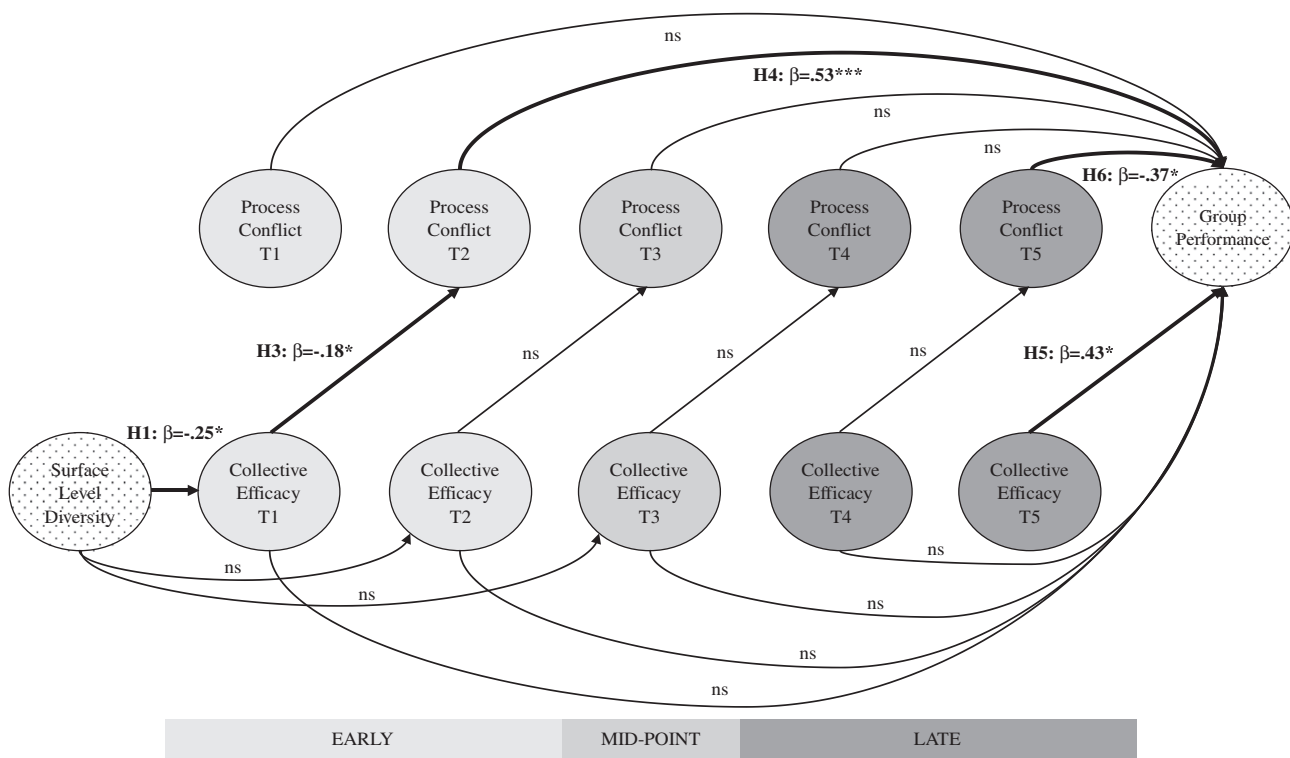 ns
H4: β=.53***
ns
ns
H6: β=-.37*
Process
Conflict
T1
Process
Conflict
T2
Process
Conflict
T3
Process
Conflict
T4
Process
Conflict
T5
Group
Performance
H3: β=-.18*
ns
ns
ns
H5: β=.43*
H1: β=-.25*
Surface
Level
Diversity
Collective
Efficacy
T1
Collective
Efficacy
T2
Collective
Efficacy
T3
Collective
Efficacy
T4
Collective
Efficacy
T5
ns
ns
ns
ns
ns
ns
EARLY
MID-POINT
LATE